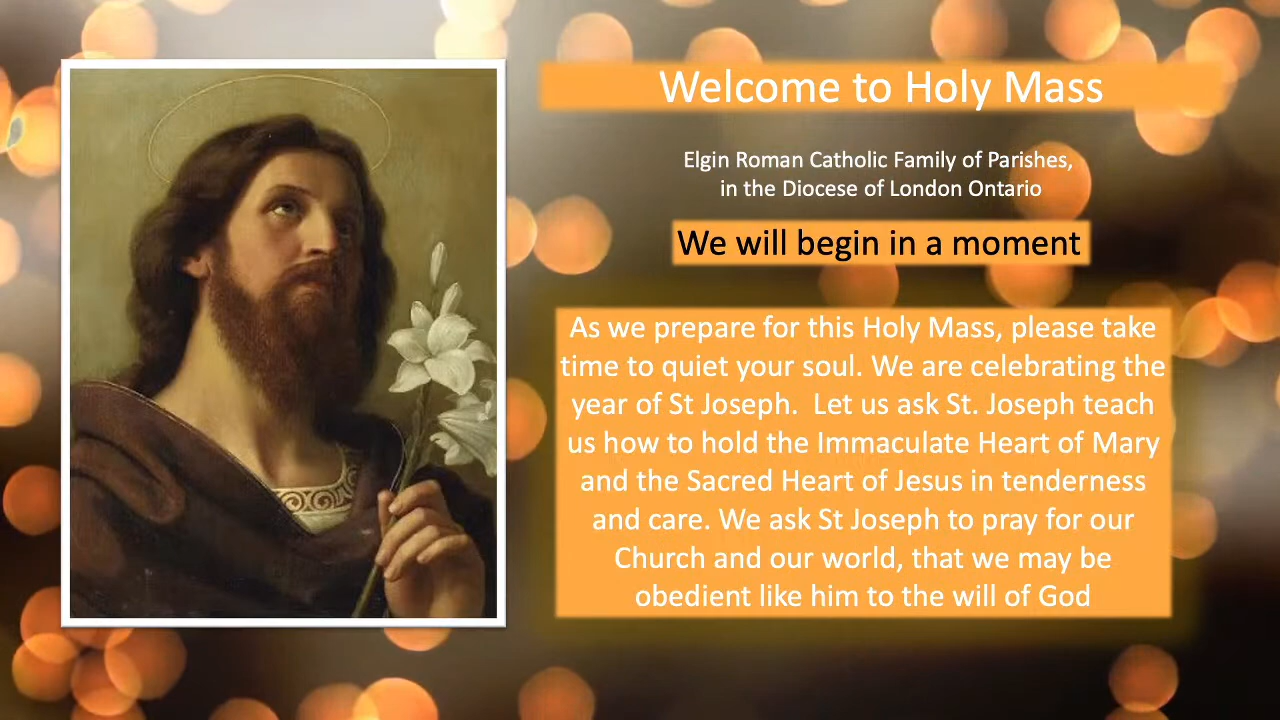 Welcome to Holy Mass
Elgin Roman Catholic Family of Parishes,
in the Diocese of London Ontario
We will begin in a moment
As we prepare for this Holy Mass, please take
time to quiet your soul. We are celebrating the
year of St Joseph.  Let us ask St. Joseph teach
us how to hold the Immaculate Heart of Mary
and the Sacred Heart of Jesus in tenderness
and care. We ask St Joseph to pray for our
Church and our world, that we may be
obedient like him to the will of God